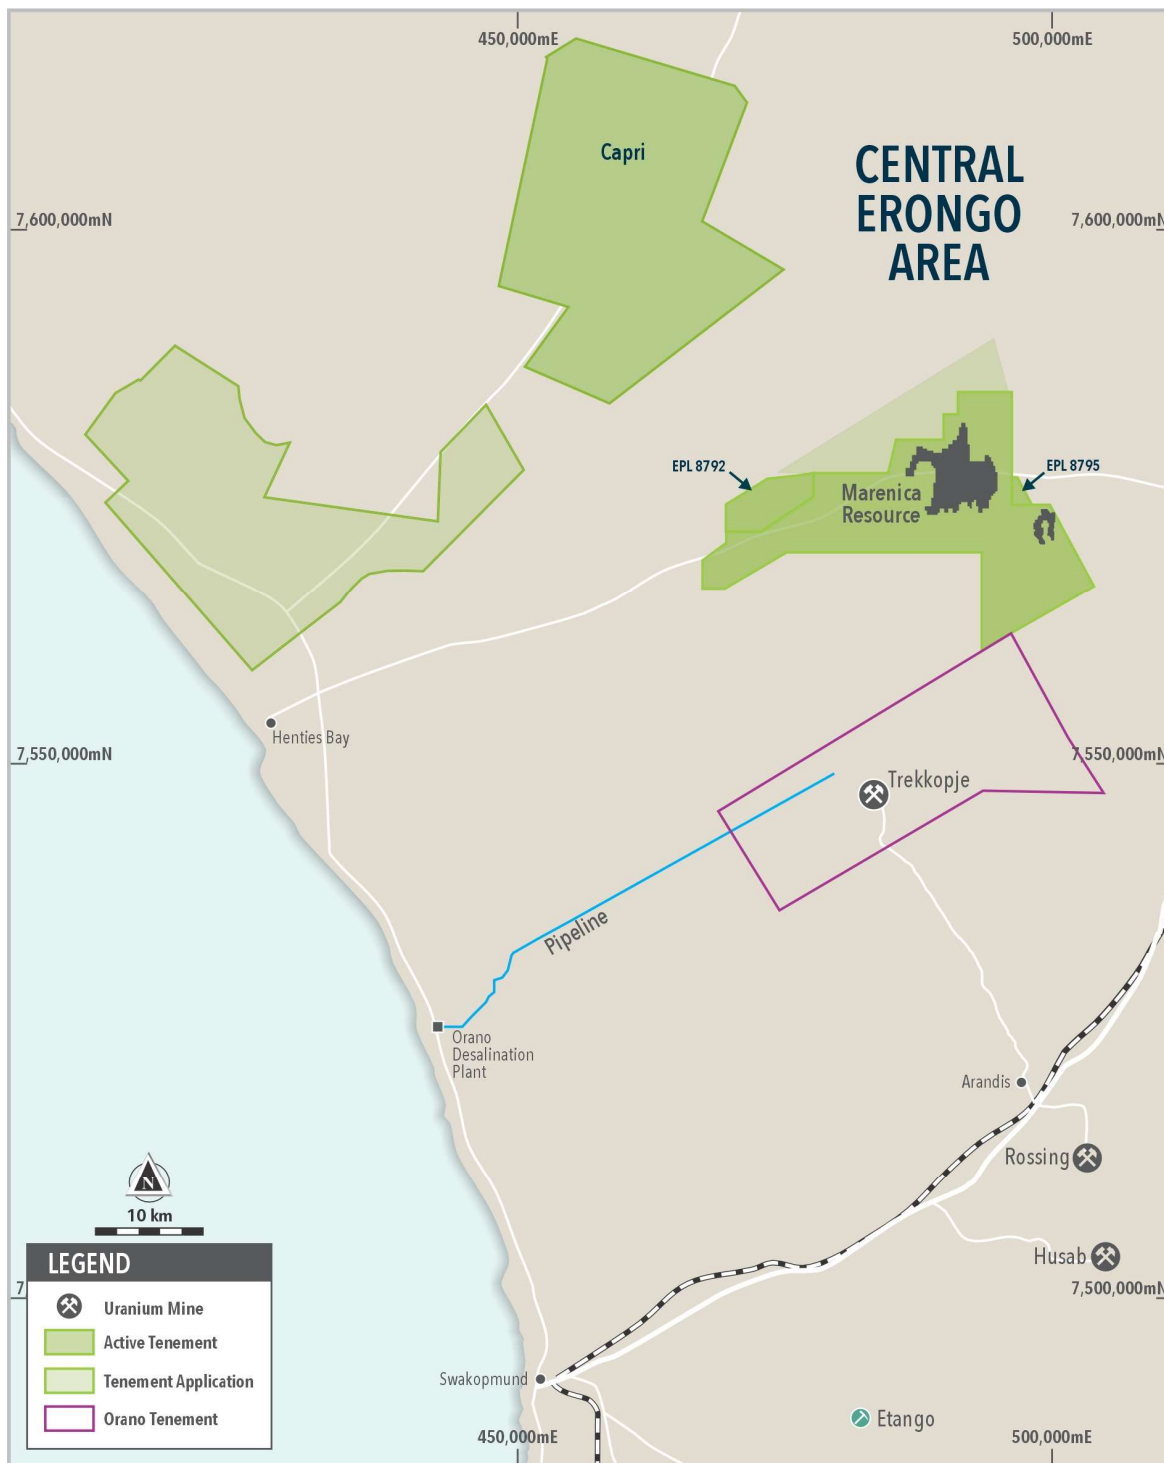 450,000mE
500,000mE
Capri
CENTRAL
ERONGO
AREA
7,600,000mN
7,600,000mN
EPL 8792
EPL 8795
Marenica
Resource
Henties Bay
7,550,000mN
7,550,000mN
Trekkopje
Pipeline
Orano
Desalination
Plant
Arandis
Rossing
N
10 km
Husab
LEGEND
7
7,500,000mN
Uranium Mine
Active Tenement
Tenement Application
Orano Tenement
Swakopmund
Etango
450,000mE
500,000mE